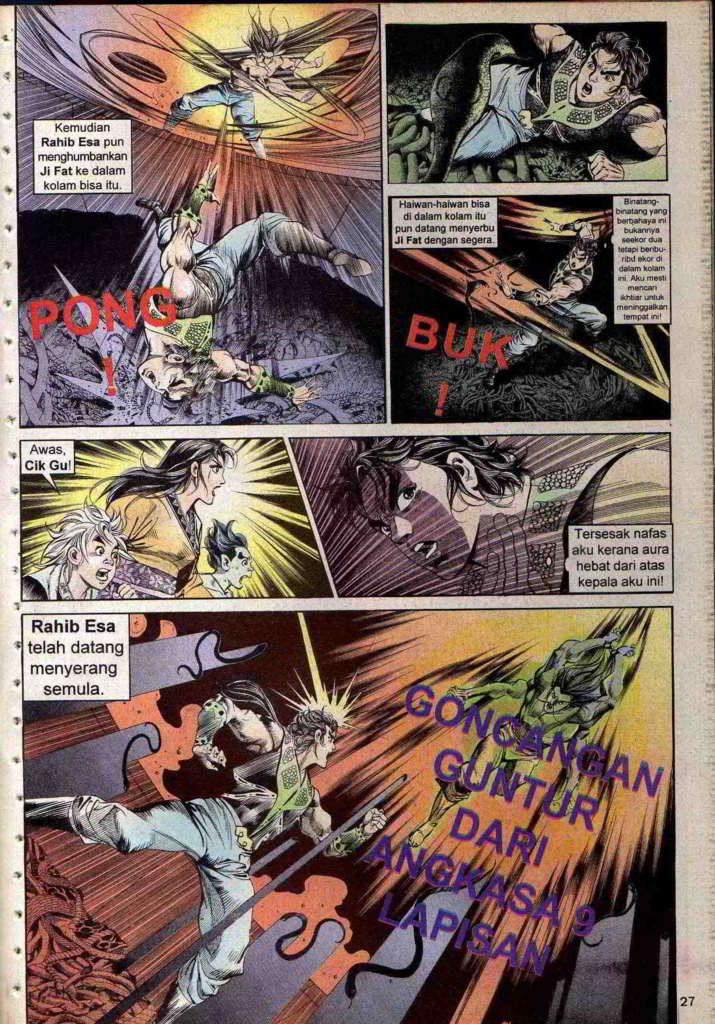 Kemudian
Rahib Esa pun
menghumbankan
Ji Fat ke dalam
kolam bisa itu.
PONG
!
Haiwan-haiwan bisa
di dalam kolam itu
pun datang menyerbu
Ji Fat dengan segera.
Binatang-
binatang yang
berbahaya ini
bukannya
seekor dua
tetapi beribu-
ribu ekor di
dalam kolam
ini. Aku mesti
mencari
ikhtiar untuk
meninggalkan
tempat ini!
BUK
!
Awas,
Cik Gu!
Tersesak nafas
aku kerana aura
hebat dari atas
kepala aku ini!
Rahib Esa
telah datang
menyerang
semula.
GONCANGAN
GUNTUR
DARI
ANGKASA 9
LAPISAN
27